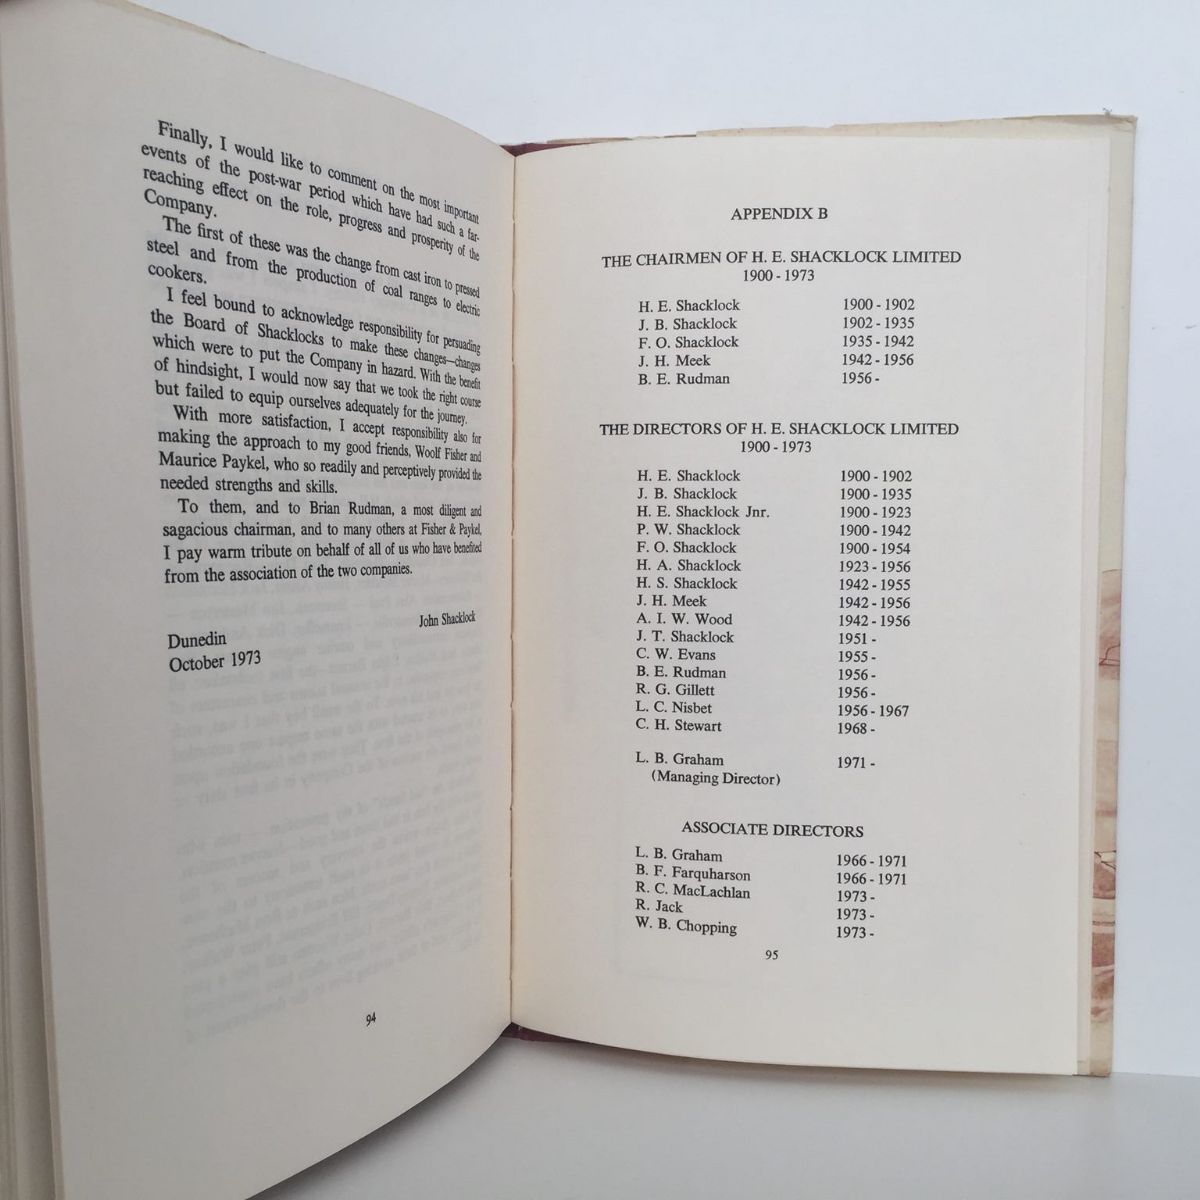 Finally, I would like to comment on the most important
events of the post-war period which have had such a far-
reaching effect on the role, progress and prosperity of the
Company.
The first of these was the change from cast iron to pressed
steel and from the production of coal ranges to electric
cookers.
I feel bound to acknowledge responsibility for persuading
the Board of Shacklocks to make these changes—changes
which were to put the Company in hazard. With the benefit
of hindsight, I would now say that we took the right course
but failed to equip ourselves adequately for the journey.
With more satisfaction, I accept responsibility also for
making the approach to my good friends, Woolf Fisher and
Maurice Paykel, who so readily and perceptively provided the
needed strengths and skills.
To them, and to Brian Rudman, a most diligent and
sagacious chairman, and to many others at Fisher & Paykel,
I pay warm tribute on behalf of all of us who have benefited
from the association of the two companies.
John Shacklock
Dunedin
October 1973
94
APPENDIX B
THE CHAIRMEN OF H. E. SHACKLOCK LIMITED
1900 - 1973
H. E. Shacklock 1900 - 1902
J. B. Shacklock 1902 - 1935
F. O. Shacklock 1935 - 1942
J. H. Meek 1942 - 1956
B. E. Rudman 1956 -
THE DIRECTORS OF H. E. SHACKLOCK LIMITED
1900 - 1973
H. E. Shacklock 1900 - 1902
J. B. Shacklock 1900 - 1935
H. E. Shacklock Jnr. 1900 - 1923
P. W. Shacklock 1900 - 1942
F. O. Shacklock 1900 - 1954
H. A. Shacklock 1923 - 1956
H. S. Shacklock 1942 - 1955
J. H. Meek 1942 - 1956
A. I. W. Wood 1942 - 1956
J. T. Shacklock 1951 -
C. W. Evans 1955 -
B. E. Rudman 1956 -
R. G. Gillett 1956 -
L. C. Nisbet 1956 - 1967
C. H. Stewart 1968 -
L. B. Graham 1971 -
(Managing Director)
ASSOCIATE DIRECTORS
L. B. Graham 1966 - 1971
B. F. Farquharson 1966 - 1971
R. C. MacLachlan 1973 -
R. Jack 1973 -
W. B. Chopping 1973 -
95